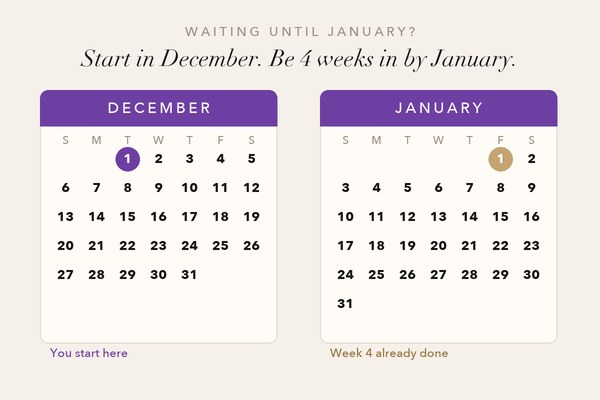 WAITING UNTIL JANUARY?
Start in December. Be 4 weeks in by January.
DECEMBER
S M T W T F S
1 2 3 4 5
6 7 8 9 10 11 12
13 14 15 16 17 18 19
20 21 22 23 24 25 26
27 28 29 30 31
You start here
JANUARY
S M T W T F S
1 2
3 4 5 6 7 8 9
10 11 12 13 14 15 16
17 18 19 20 21 22 23
24 25 26 27 28 29 30
31
Week 4 already done